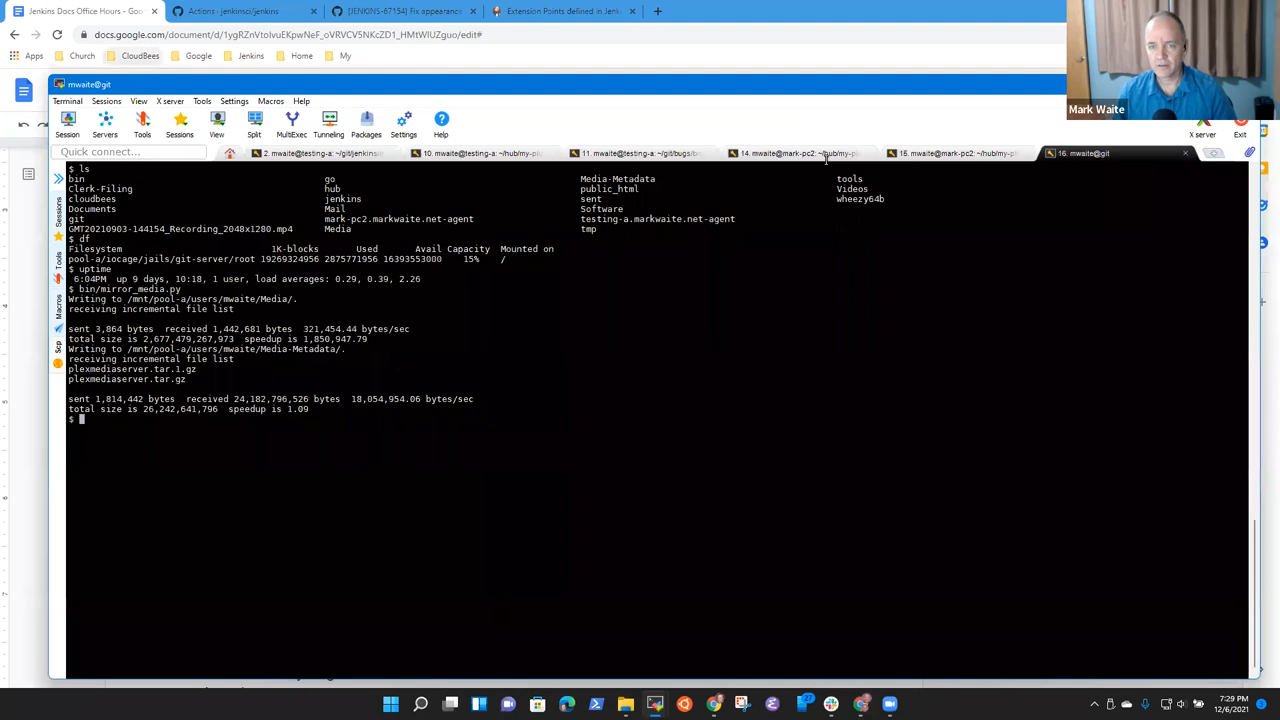 Jenkins Docs Office Hours - Goo
Actions · jenkinsci/jenkins
[JENKINS-67154] Fix appearance
Extension Points defined in Jenk
docs.google.com/document/d/1ygRZnVtoIvuEKpwNeF_oVRVCV5NKcZD1_HMtWIUZguo/edit#
Apps
Church
CloudBees
Google
Jenkins
Home
My
mwaite@git
Terminal Sessions View X server Tools Settings Macros Help
Session Servers Tools Sessions View Split MultiExec Tunneling Packages Settings Help
X server Exit
Mark Waite
Quick connect...
2. mwaite@testing-a: ~/git/jenkins
10. mwaite@testing-a: ~/hub/my-plu
11. mwaite@testing-a: ~/git/bugs/
14. mwaite@mark-pc2: ~/hub/my-pl
15. mwaite@mark-pc2: ~/hub/my-pl
16. mwaite@git
Sessions
Tools
Macros
Scp
$ ls
bin go Media-Metadata tools
Clerk-Filing hub public_html Videos
cloudbees jenkins sent wheezy64b
Documents Mail Software
git mark-pc2.markwaite.net-agent testing-a.markwaite.net-agent
GMT20210903-144154_Recording_2048x1280.mp4 Media tmp
$ df
Filesystem 1K-blocks Used Avail Capacity Mounted on
pool-a/iocage/jails/git-server/root 19269324956 2875771956 16393553000 15% /
$ uptime
6:04PM up 9 days, 10:18, 1 user, load averages: 0.29, 0.39, 2.26
$ bin/mirror_media.py
Writing to /mnt/pool-a/users/mwaite/Media/.
receiving incremental file list
sent 3,864 bytes received 1,442,681 bytes 321,454.44 bytes/sec
total size is 2,677,479,267,973 speedup is 1,850,947.79
Writing to /mnt/pool-a/users/mwaite/Media-Metadata/.
receiving incremental file list
plexmediaserver.tar.1.gz
plexmediaserver.tar.gz
sent 1,814,442 bytes received 24,182,796,526 bytes 18,054,954.06 bytes/sec
total size is 26,242,641,796 speedup is 1.09
$
7:29 PM
12/6/2021